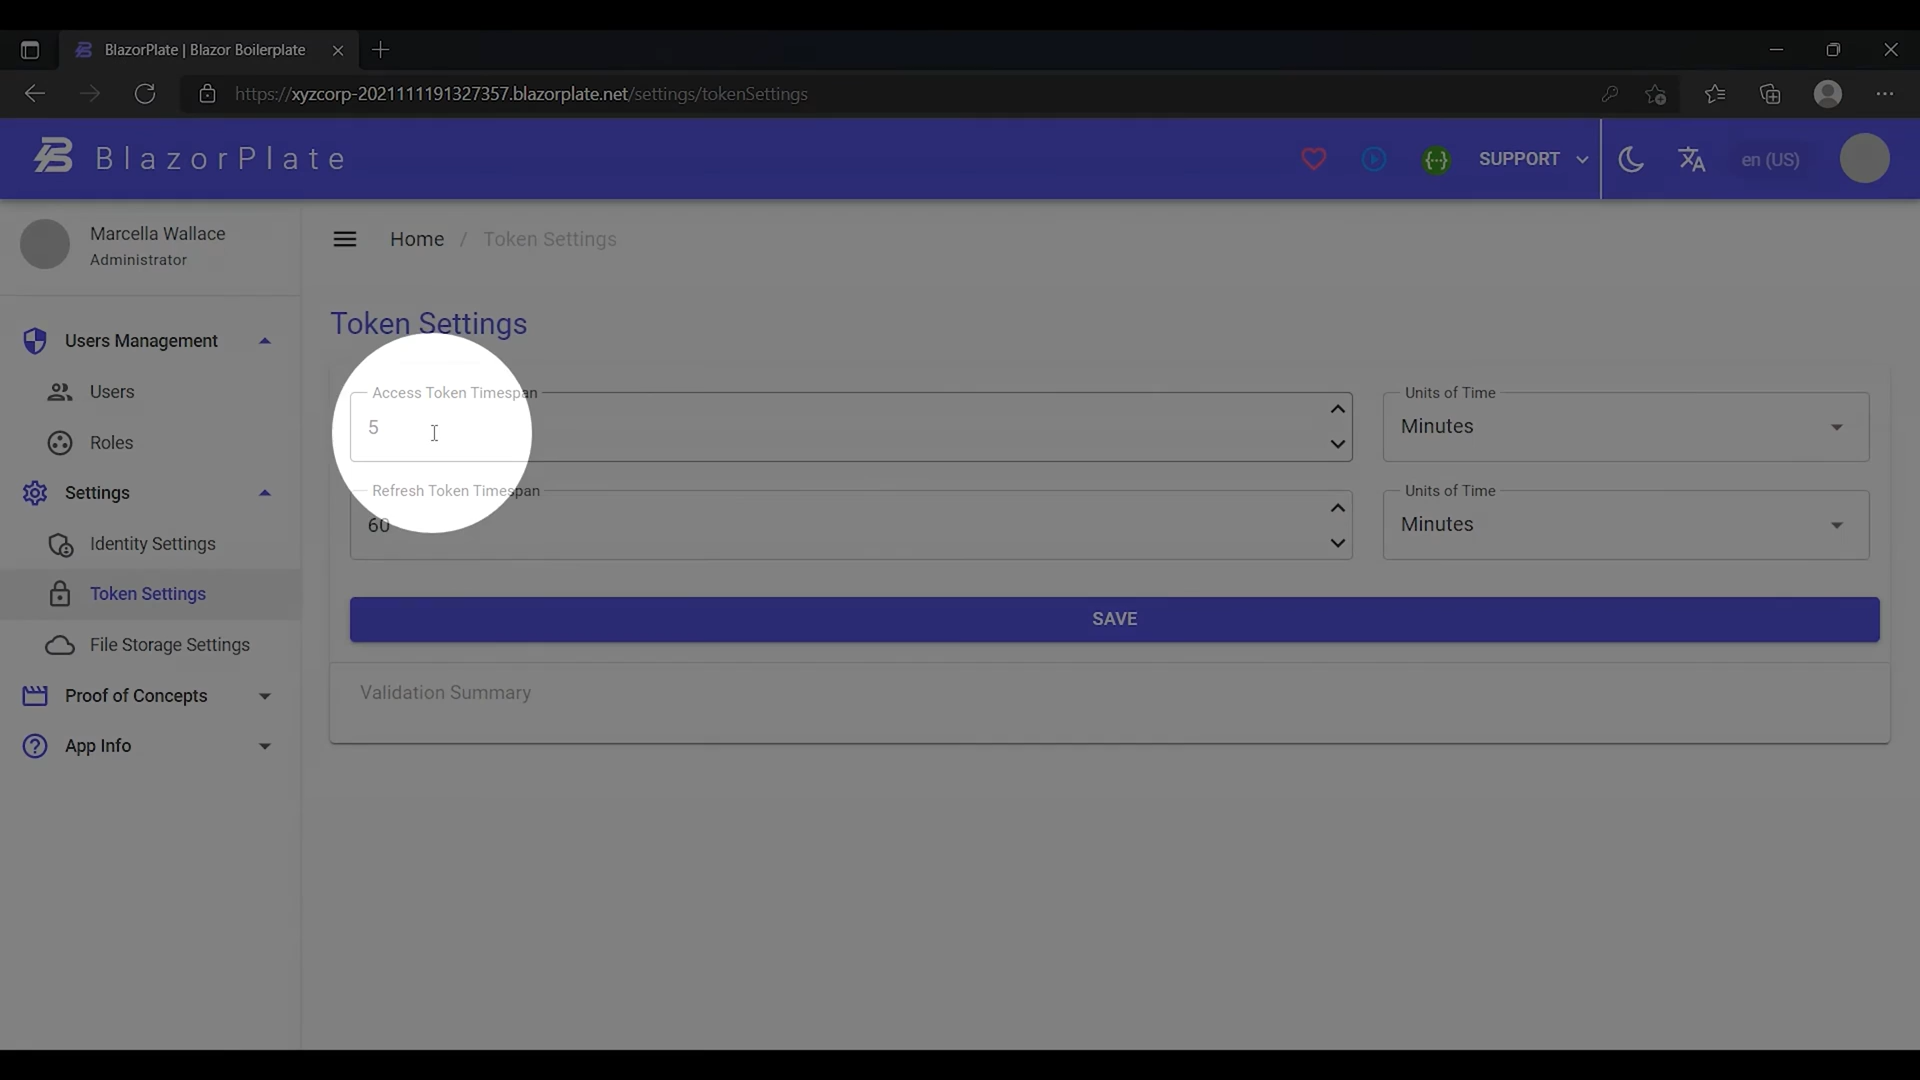 BlazorPlate | Blazor Boilerplate
https://xyzcorp-2021111191327357.blazorplate.net/settings/tokenSettings
BlazorPlate
SUPPORT
en (US)
Marcella Wallace
Administrator
Home / Token Settings
Users Management
Users
Roles
Settings
Identity Settings
Token Settings
File Storage Settings
Proof of Concepts
App Info
Token Settings
Access Token Timespan
5
Units of Time
Minutes
Refresh Token Timespan
60
Units of Time
Minutes
SAVE
Validation Summary